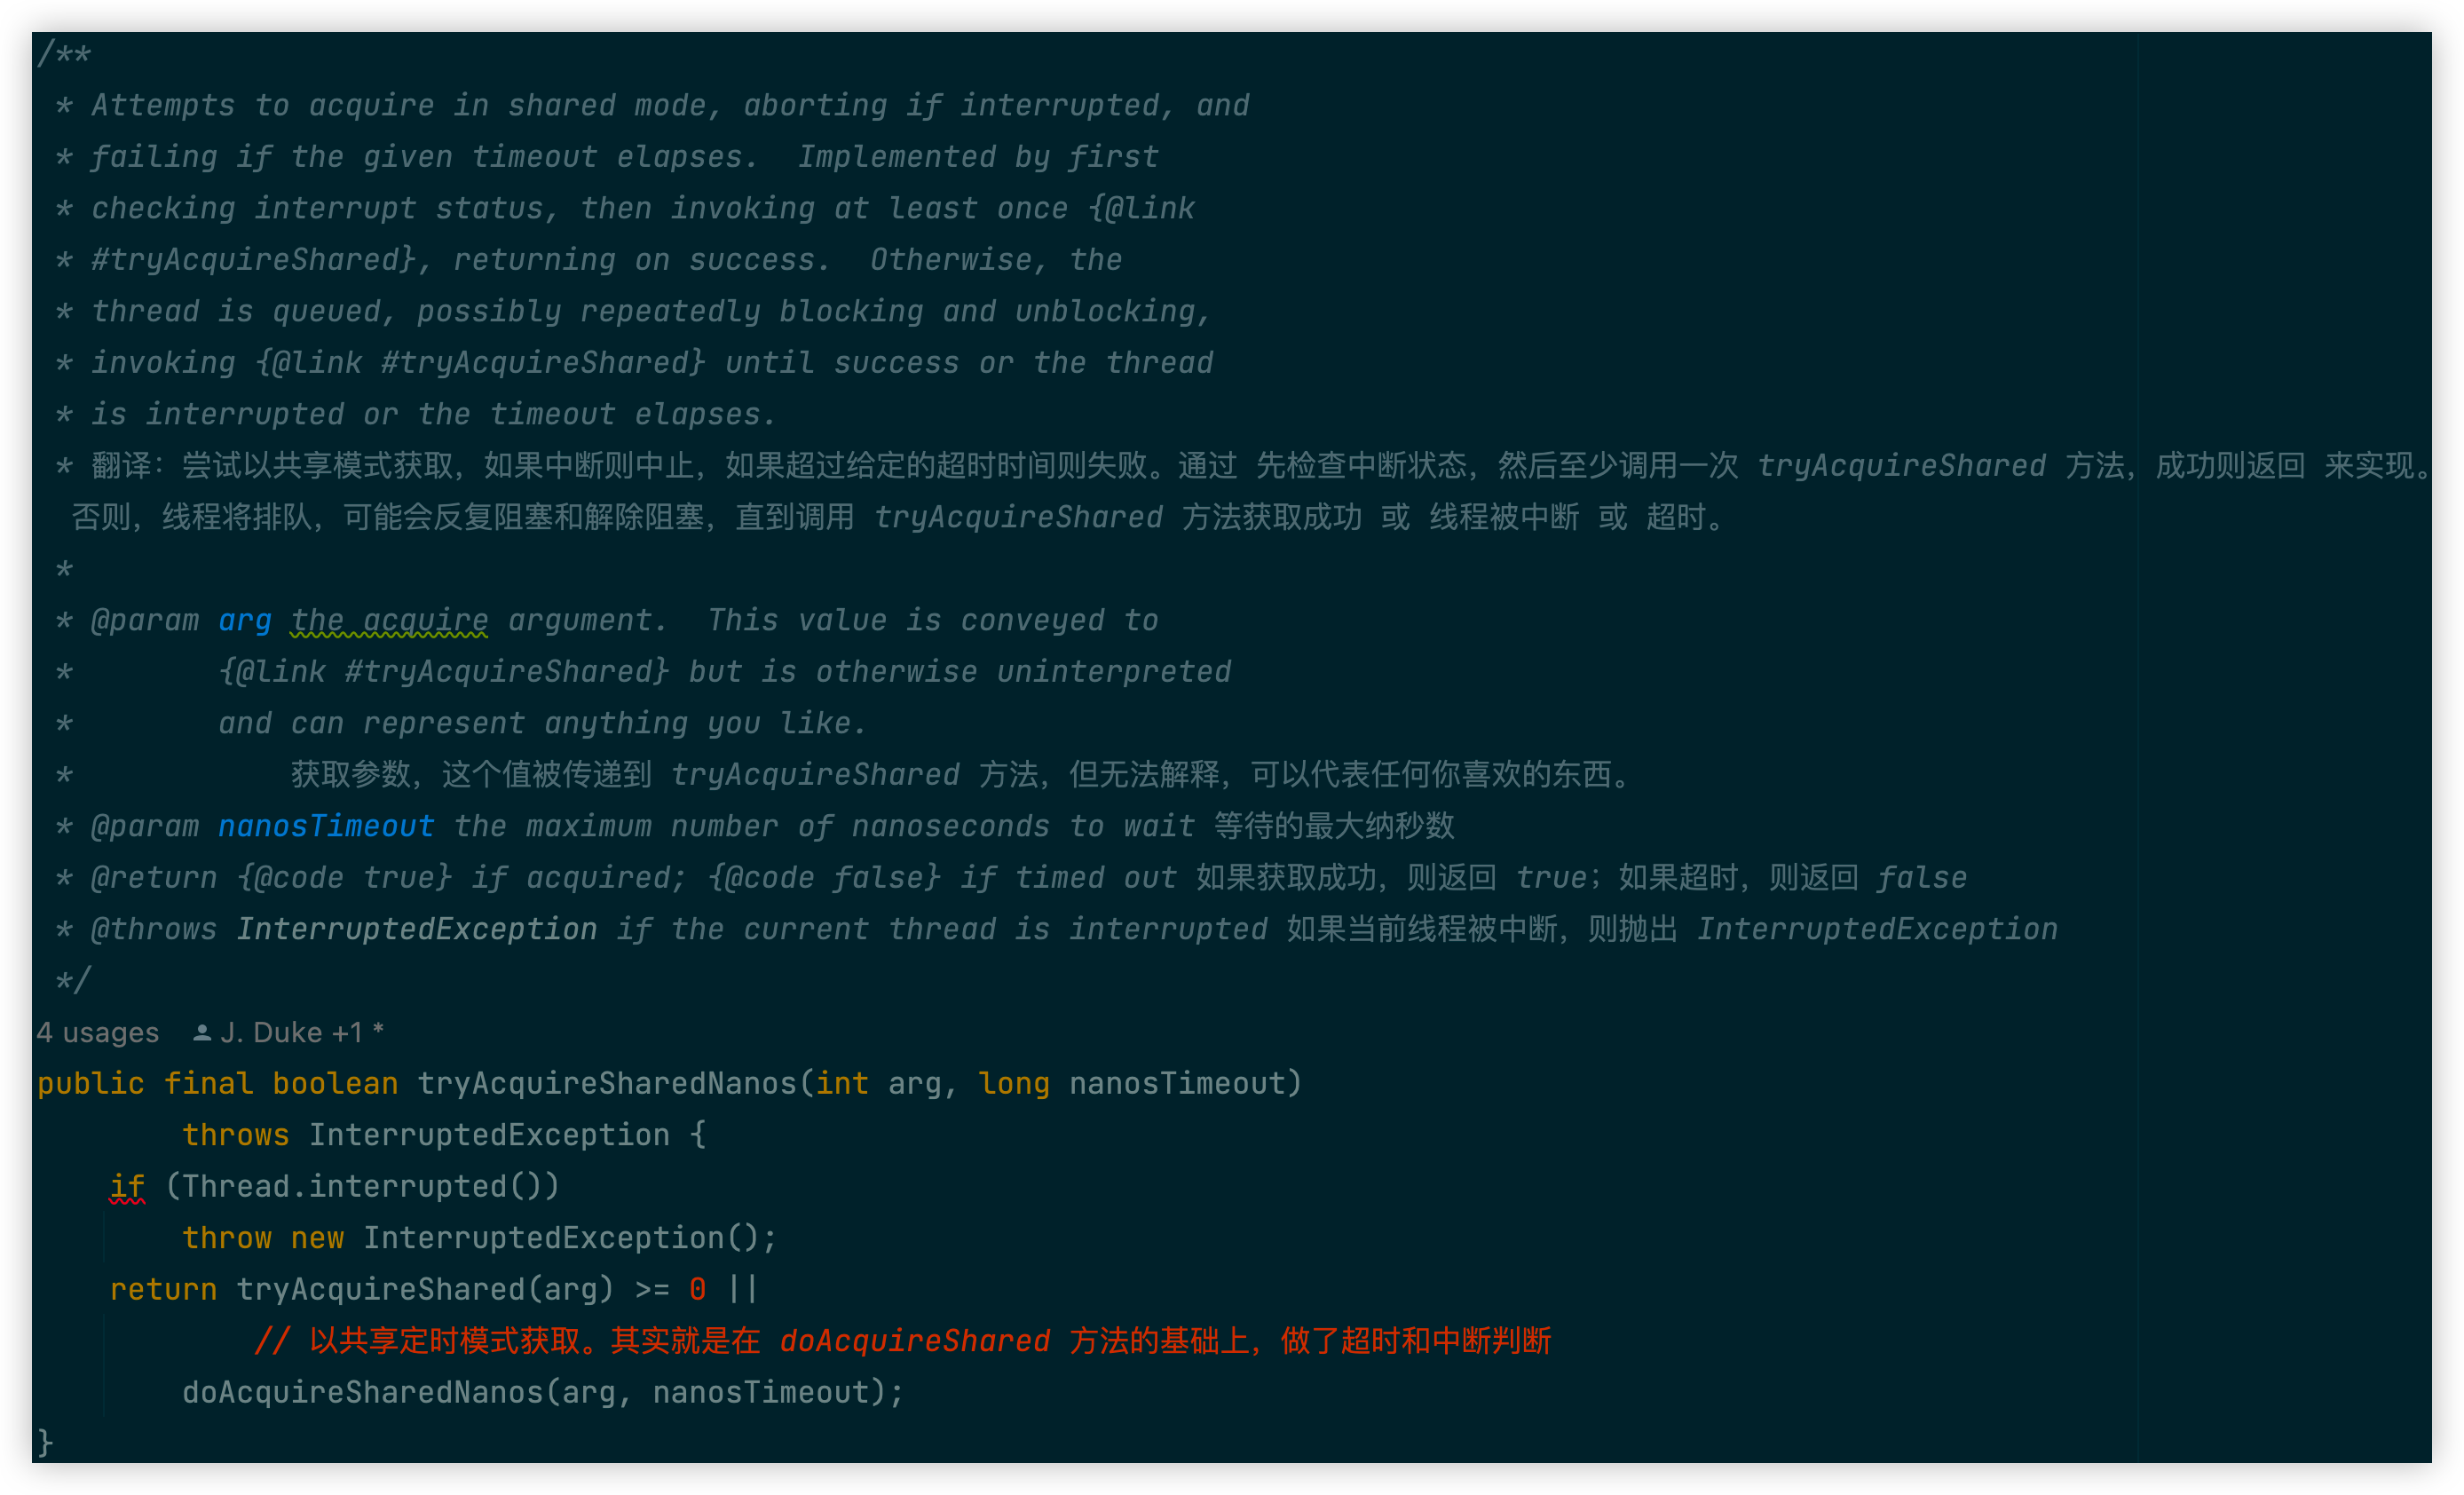 /**
 * Attempts to acquire in shared mode, aborting if interrupted, and
 * failing if the given timeout elapses.  Implemented by first
 * checking interrupt status, then invoking at least once {@link
 * #tryAcquireShared}, returning on success.  Otherwise, the
 * thread is queued, possibly repeatedly blocking and unblocking,
 * invoking {@link #tryAcquireShared} until success or the thread
 * is interrupted or the timeout elapses.
 * 翻译：尝试以共享模式获取，如果中断则中止，如果超过给定的超时时间则失败。通过 先检查中断状态，然后至少调用一次 tryAcquireShared 方法，成功则返回 来实现。
  否则，线程将排队，可能会反复阻塞和解除阻塞，直到调用 tryAcquireShared 方法获取成功 或 线程被中断 或 超时。
 *
 * @param arg the acquire argument.  This value is conveyed to
 *        {@link #tryAcquireShared} but is otherwise uninterpreted
 *        and can represent anything you like.
 *            获取参数，这个值被传递到 tryAcquireShared 方法，但无法解释，可以代表任何你喜欢的东西。
 * @param nanosTimeout the maximum number of nanoseconds to wait 等待的最大纳秒数
 * @return {@code true} if acquired; {@code false} if timed out 如果获取成功，则返回 true；如果超时，则返回 false
 * @throws InterruptedException if the current thread is interrupted 如果当前线程被中断，则抛出 InterruptedException
 */
4 usages J. Duke +1 *
public final boolean tryAcquireSharedNanos(int arg, long nanosTimeout)
        throws InterruptedException {
    if (Thread.interrupted())
        throw new InterruptedException();
    return tryAcquireShared(arg) >= 0 ||
            // 以共享定时模式获取。其实就是在 doAcquireShared 方法的基础上，做了超时和中断判断
        doAcquireSharedNanos(arg, nanosTimeout);
}